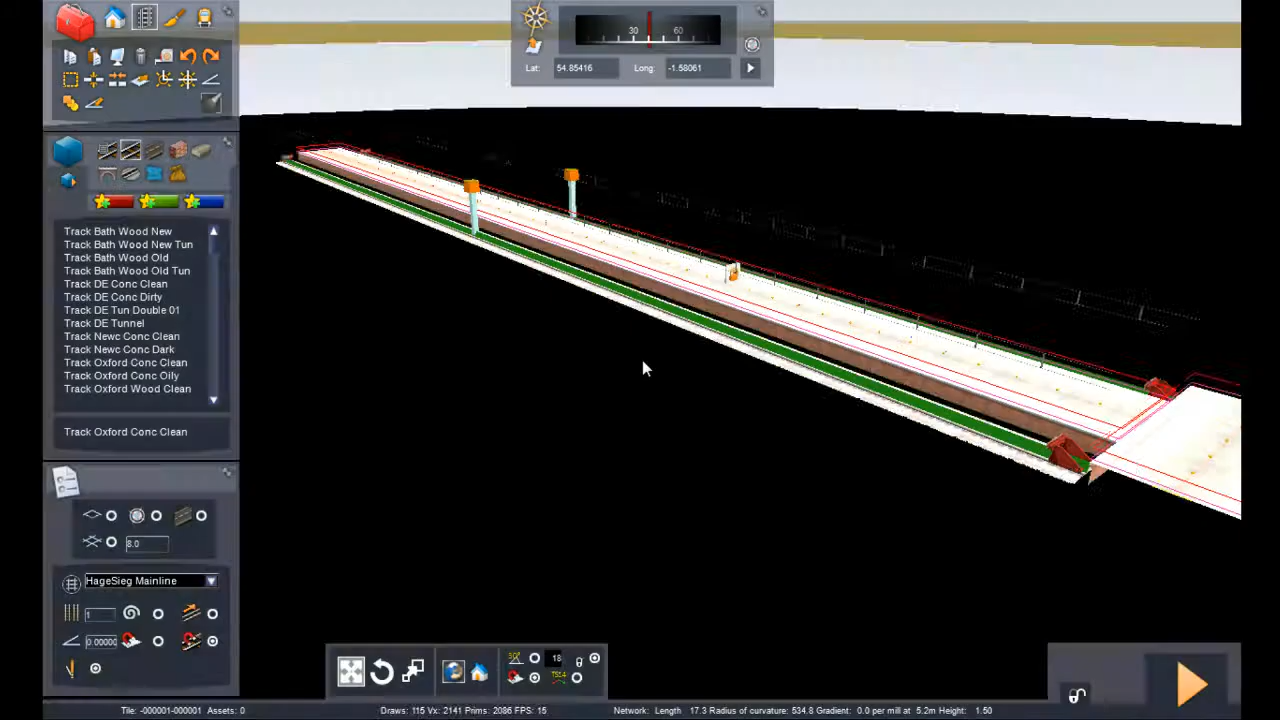 30 60
Lat: 54.85416 Long: -1.58061
Track Bath Wood New
Track Bath Wood New Tun
Track Bath Wood Old
Track Bath Wood Old Tun
Track DE Conc Clean
Track DE Conc Dirty
Track DE Tun Double 01
Track DE Tunnel
Track Newc Conc Clean
Track Newc Conc Dark
Track Oxford Conc Clean
Track Oxford Conc Oily
Track Oxford Wood Clean
Track Oxford Conc Clean
8.0
HageSieg Mainline
1
0.00000
18
Tile: -000001-000001 Assets: 0 Draws: 115 Vx: 2141 Prims: 2086 FPS: 15 Network: Length 17.3 Radius of curvature: 534.8 Gradient: 0.0 per mill at 5.2m Height: 1.50